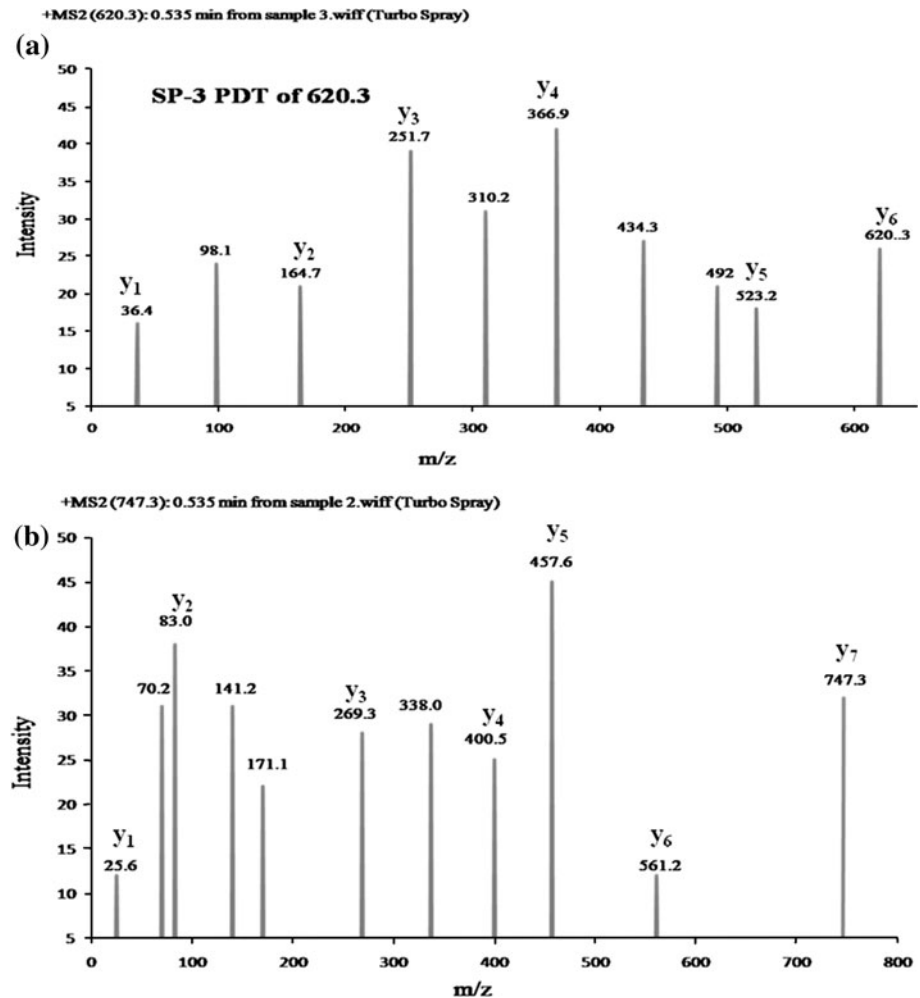 +MS2 (620.3): 0.535 min from sample 3.wiff (Turbo Spray)
(a)
SP-3 PDT of 620.3
Intensity
50
45
40
35
30
25
20
15
10
5
y1
36.4
98.1
y2
164.7
y3
251.7
310.2
y4
366.9
434.3
492
y5
523.2
y6
620..3
0 100 200 300 400 500 600
m/z
+MS2 (747.3): 0.535 min from sample 2.wiff (Turbo Spray)
(b)
Intensity
50
45
40
35
30
25
20
15
10
5
y1
25.6
70.2
y2
83.0
141.2
171.1
y3
269.3
338.0
y4
400.5
y5
457.6
y6
561.2
y7
747.3
0 100 200 300 400 500 600 700 800
m/z